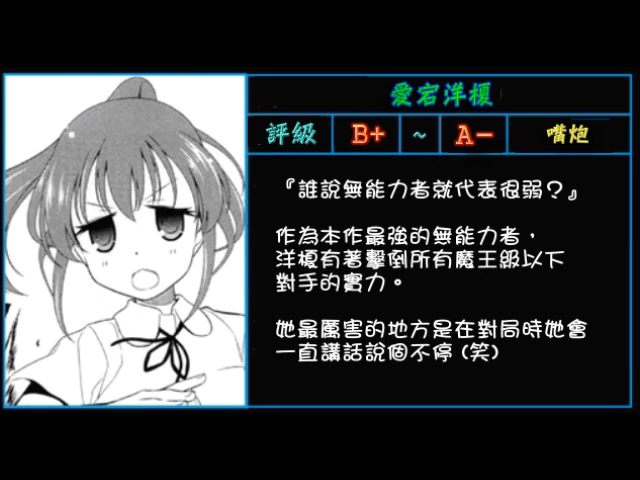 愛宕洋榎
評級 B+ ~ A- 嘴炮
『誰說無能力者就代表很弱？』
作為本作最強的無能力者，
洋榎有著擊倒所有魔王級以下
對手的實力。
她最厲害的地方是在對局時她會
一直講話說個不停 (笑)